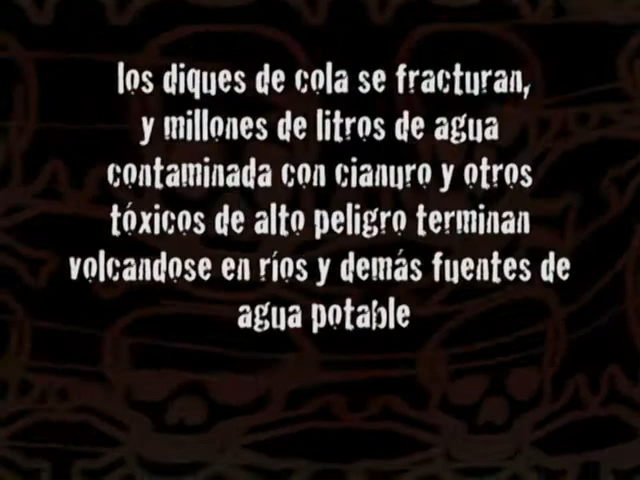 los diques de cola se fracturan,
y millones de litros de agua
contaminada con cianuro y otros
tóxicos de alto peligro terminan
volcandose en ríos y demás fuentes de
agua potable